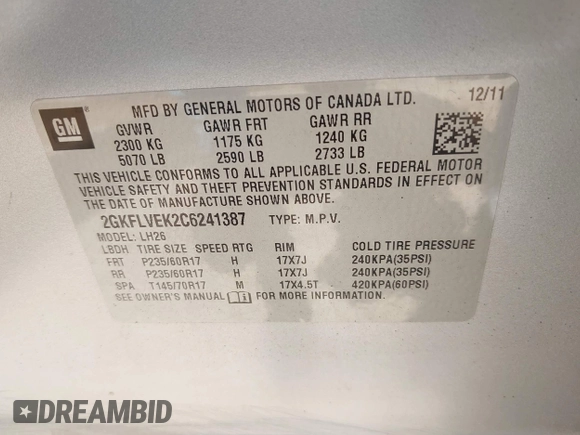 GM ®
MFD BY GENERAL MOTORS OF CANADA LTD. 12/11
GVWR GAWR FRT GAWR RR
2300 KG 1175 KG 1240 KG
5070 LB 2590 LB 2733 LB
THIS VEHICLE CONFORMS TO ALL APPLICABLE U.S. FEDERAL MOTOR
VEHICLE SAFETY AND THEFT PREVENTION STANDARDS IN EFFECT ON
THE DATE OF MANUFACTURE SHOWN ABOVE.
2GKFLVEK2C6241387 TYPE: M.P.V.
MODEL: LH26
LBDH TIRE SIZE SPEED RTG RIM COLD TIRE PRESSURE
FRT P235/60R17 H 17X7J 240KPA(35PSI)
RR P235/60R17 H 17X7J 240KPA(35PSI)
SPA T145/70R17 M 17X4.5T 420KPA(60PSI)
SEE OWNER'S MANUAL FOR MORE INFORMATION.
DREAMBID